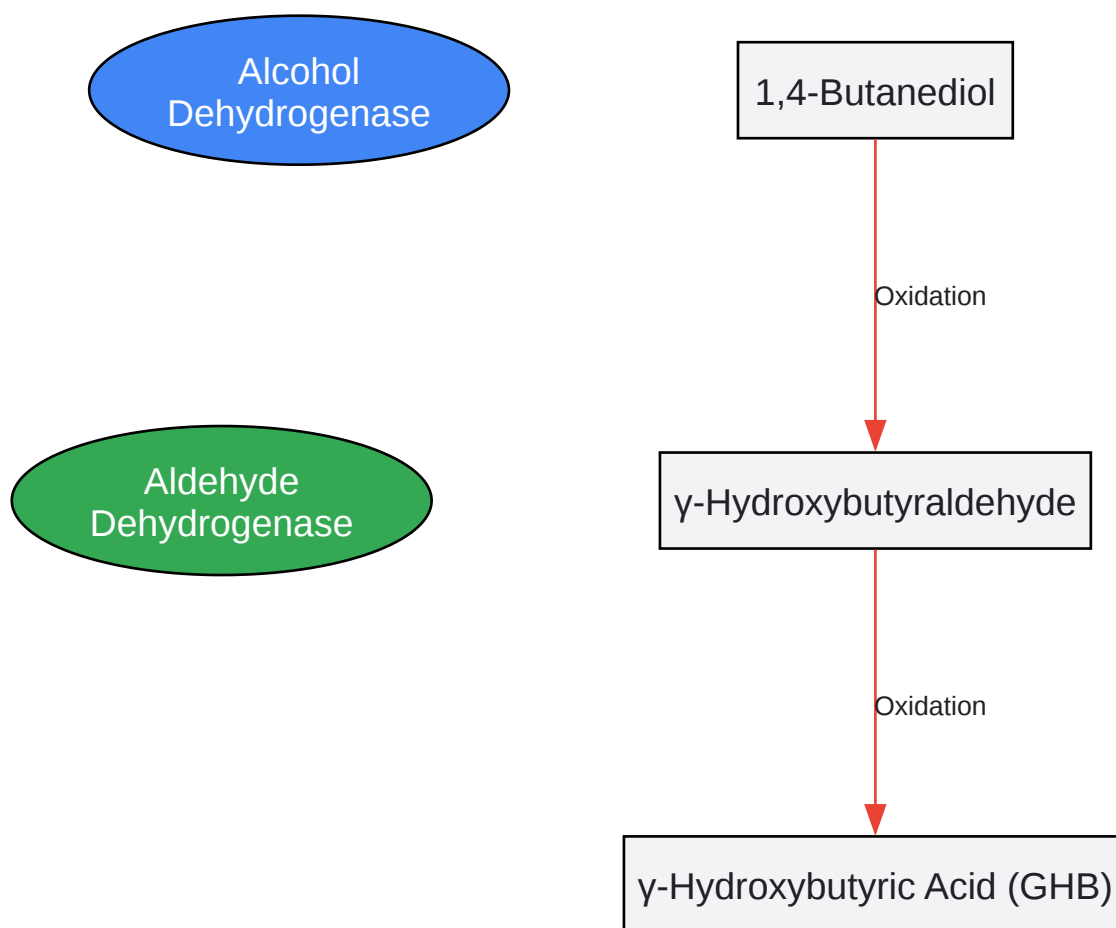 Alcohol
Dehydrogenase
1,4-Butanediol
Oxidation
Aldehyde
Dehydrogenase
γ-Hydroxybutyraldehyde
Oxidation
γ-Hydroxybutyric Acid (GHB)